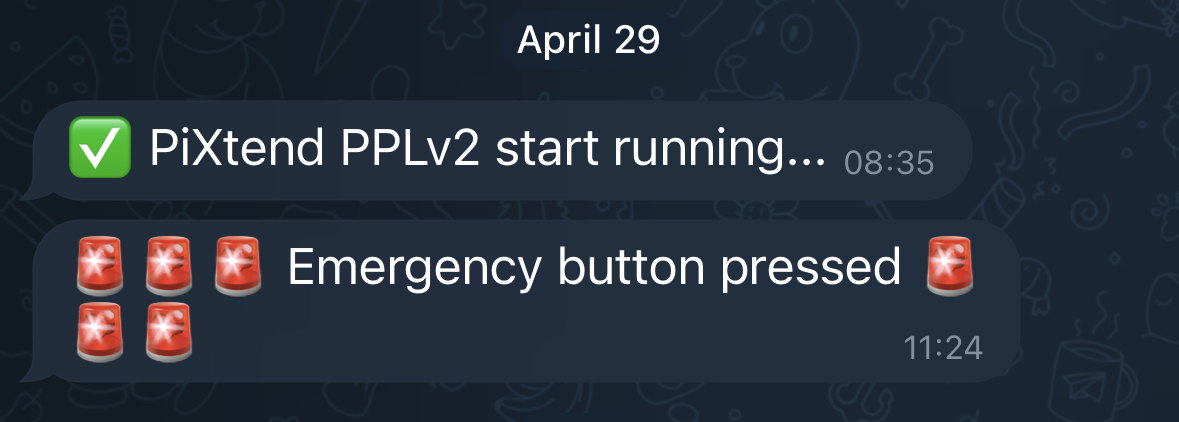 April 29
✅ PiXtend PPLv2 start running... 08:35
🚨 🚨 🚨 Emergency button pressed 🚨
🚨 🚨 11:24